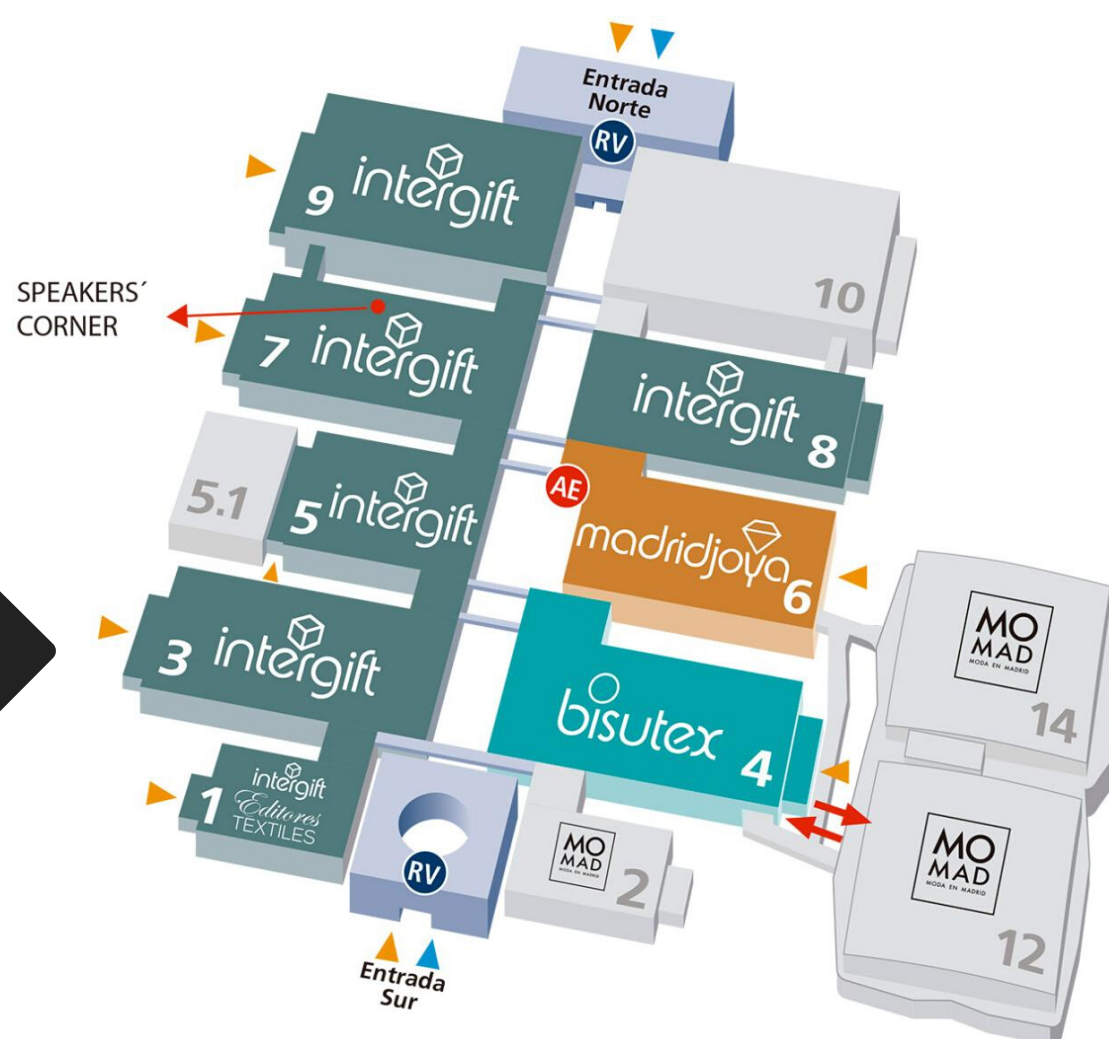 Entrada
Norte
RV
9 intergift
10
SPEAKERS´
CORNER
7 intergift
intergift 8
5.1
5 intergift
AE
madridjoya 6
3 intergift
MO
MAD
MODA EN MADRID
14
bisutex 4
1 intergift
Editores
TEXTILES
RV
MO
MAD
MODA EN MADRID
2
MO
MAD
MODA EN MADRID
12
Entrada
Sur